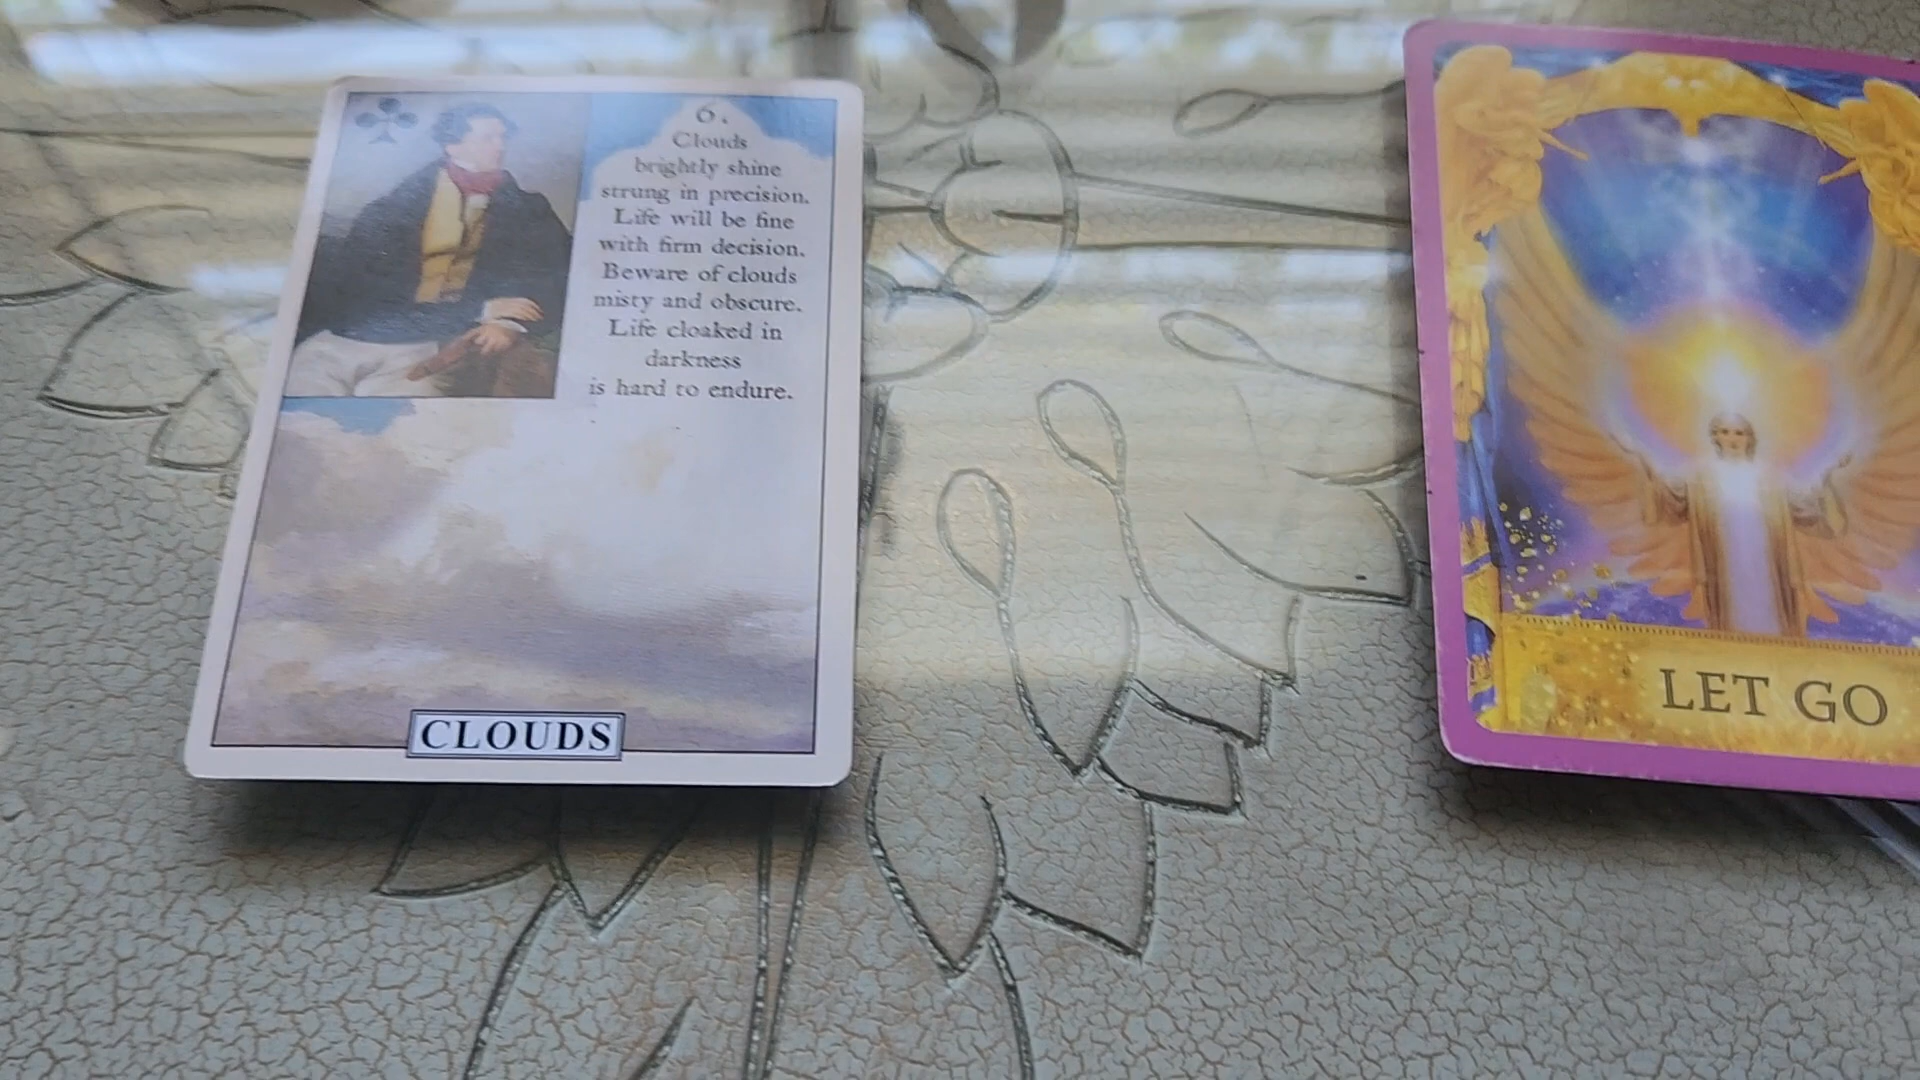 6.
Clouds
brightly shine
strung in precision.
Life will be fine
with firm decision.
Beware of clouds
misty and obscure.
Life cloaked in
darkness
is hard to endure.
CLOUDS
LET GO